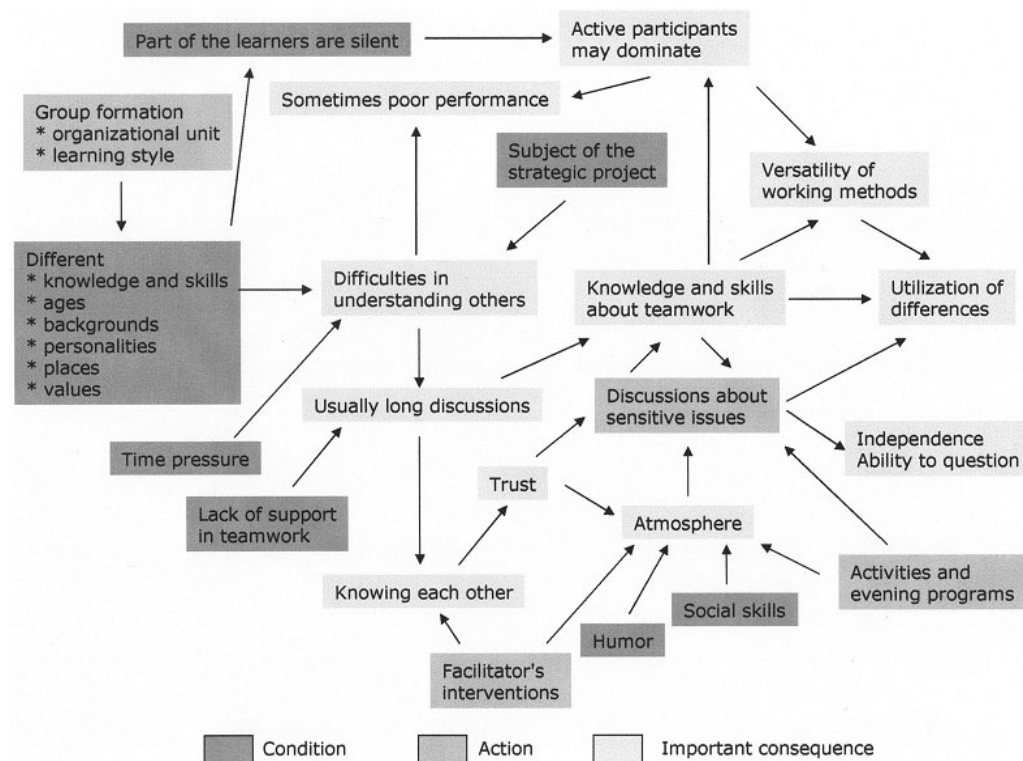 Part of the learners are silent
Active participants
may dominate
Sometimes poor performance
Group formation
* organizational unit
* learning style
Subject of the
strategic project
Versatility of
working methods
Different
* knowledge and skills
* ages
* backgrounds
* personalities
* places
* values
Difficulties in
understanding others
Knowledge and skills
about teamwork
Utilization of
differences
Usually long discussions
Discussions about
sensitive issues
Independence
Ability to question
Time pressure
Trust
Lack of support
in teamwork
Atmosphere
Activities and
evening programs
Knowing each other
Social skills
Humor
Facilitator's
interventions
Condition
Action
Important consequence